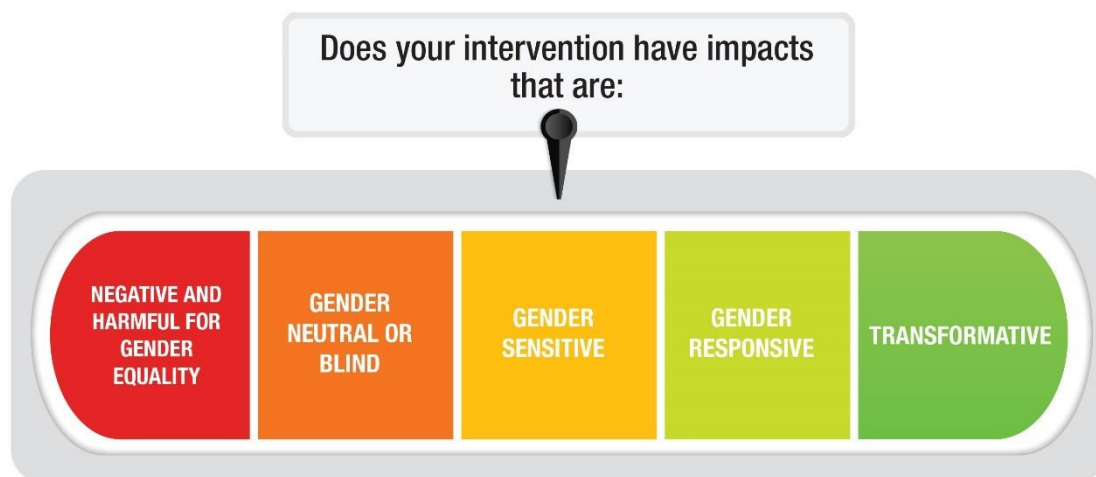 Does your intervention have impacts
that are:
NEGATIVE AND
HARMFUL FOR
GENDER
EQUALITY
GENDER
NEUTRAL OR
BLIND
GENDER
SENSITIVE
GENDER
RESPONSIVE
TRANSFORMATIVE